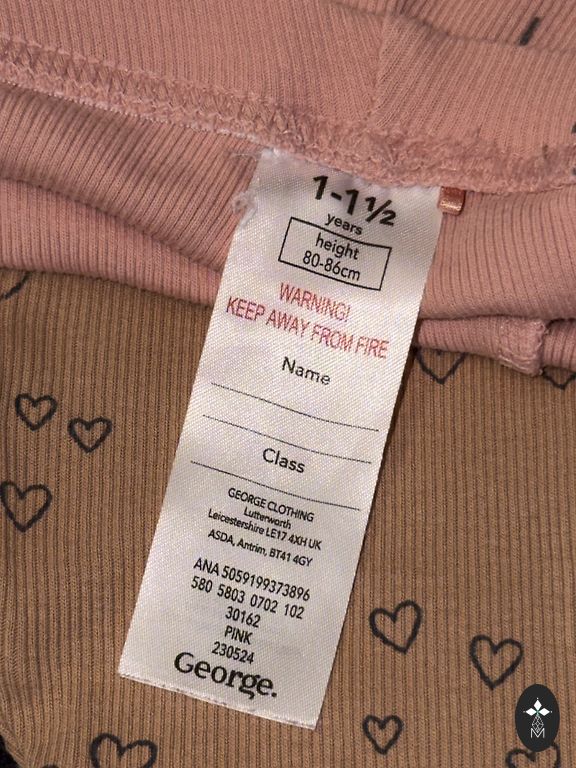 1-1½
years
height
80-86cm
WARNING!
KEEP AWAY FROM FIRE
Name
Class
GEORGE CLOTHING
Lutterworth
Leicestershire LE17 4XH UK
ASDA, Antrim, BT41 4GY
ANA 5059199373896
580 5803 0702 102
30162
PINK
230524
George.
M